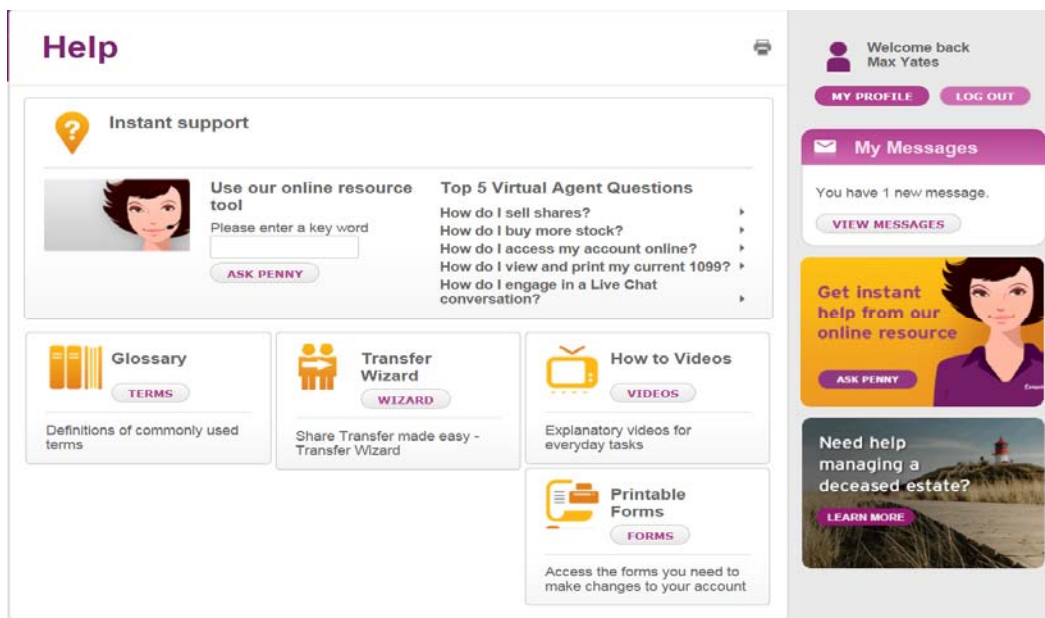 Help
Welcome back
Max Yates
MY PROFILE
LOG OUT
Instant support
Use our online resource
tool
Please enter a key word
ASK PENNY
Top 5 Virtual Agent Questions
How do I sell shares?
How do I buy more stock?
How do I access my account online?
How do I view and print my current 1099?
How do I engage in a Live Chat
conversation?
Glossary
TERMS
Definitions of commonly used
terms
Transfer
Wizard
WIZARD
Share Transfer made easy -
Transfer Wizard
How to Videos
VIDEOS
Explanatory videos for
everyday tasks
Printable
Forms
FORMS
Access the forms you need to
make changes to your account
My Messages
You have 1 new message.
VIEW MESSAGES
Get instant
help from our
online resource
ASK PENNY
Need help
managing a
deceased estate?
LEARN MORE